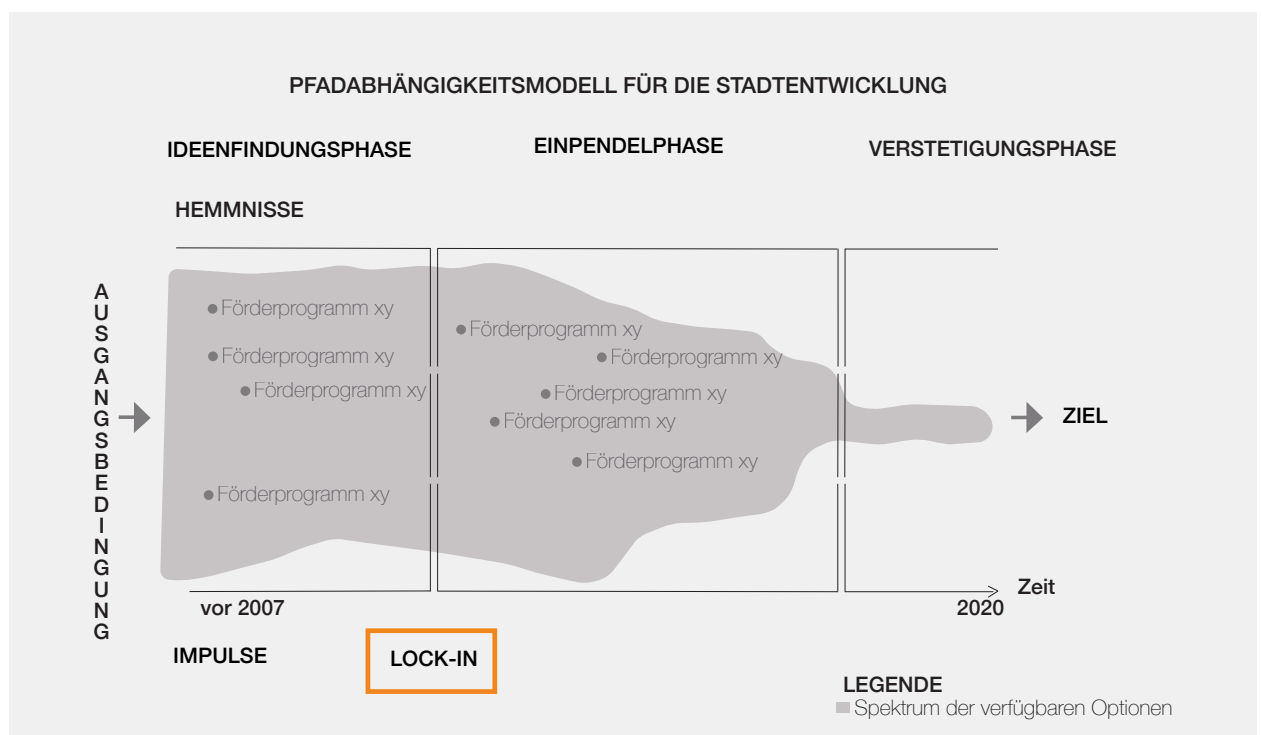 PFADABHÄNGIGKEITSMODELL FÜR DIE STADTENTWICKLUNG
IDEENFINDUNGSPHASE
EINPENDELPHASE
VERSTETIGUNGSPHASE
HEMMNISSE
AUSGANGSBEDINGUNG
Förderprogramm xy
Förderprogramm xy
Förderprogramm xy
Förderprogramm xy
Förderprogramm xy
Förderprogramm xy
Förderprogramm xy
Förderprogramm xy
Förderprogramm xy
ZIEL
vor 2007
2020
Zeit
IMPULSE
LOCK-IN
LEGENDE
Spektrum der verfügbaren Optionen